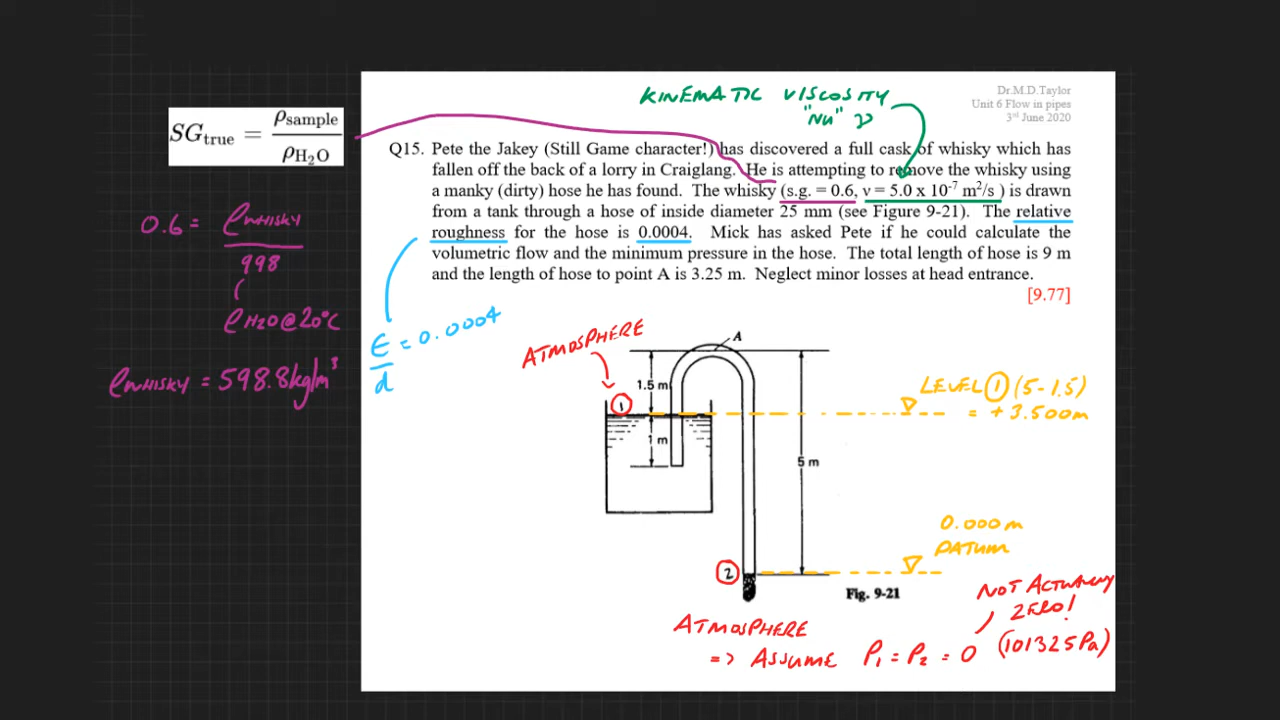 KINEMATIC VISCOSITY
"NU" ν
Dr.M.D.Taylor
Unit 6 Flow in pipes
3rd June 2020
SGtrue = ρsample / ρH2O
Q15. Pete the Jakey (Still Game character!) has discovered a full cask of whisky which has
fallen off the back of a lorry in Craiglang. He is attempting to remove the whisky using
a manky (dirty) hose he has found. The whisky (s.g. = 0.6, ν = 5.0 x 10-7 m2/s ) is drawn
from a tank through a hose of inside diameter 25 mm (see Figure 9-21). The relative
roughness for the hose is 0.0004. Mick has asked Pete if he could calculate the
volumetric flow and the minimum pressure in the hose. The total length of hose is 9 m
and the length of hose to point A is 3.25 m. Neglect minor losses at head entrance.
[9.77]
0.6 = ρWHISKY
998
ρH2O@20°C
ρWHISKY = 598.8kg/m3
ε/d = 0.0004
ATMOSPHERE
A
1.5 m
1
LEVEL 1 (5-1.5)
= +3.500m
1 m
5 m
0.000m
DATUM
2
Fig. 9-21
NOT ACTUALLY
ZERO!
ATMOSPHERE
=> ASSUME P1 = P2 = 0 (101325Pa)